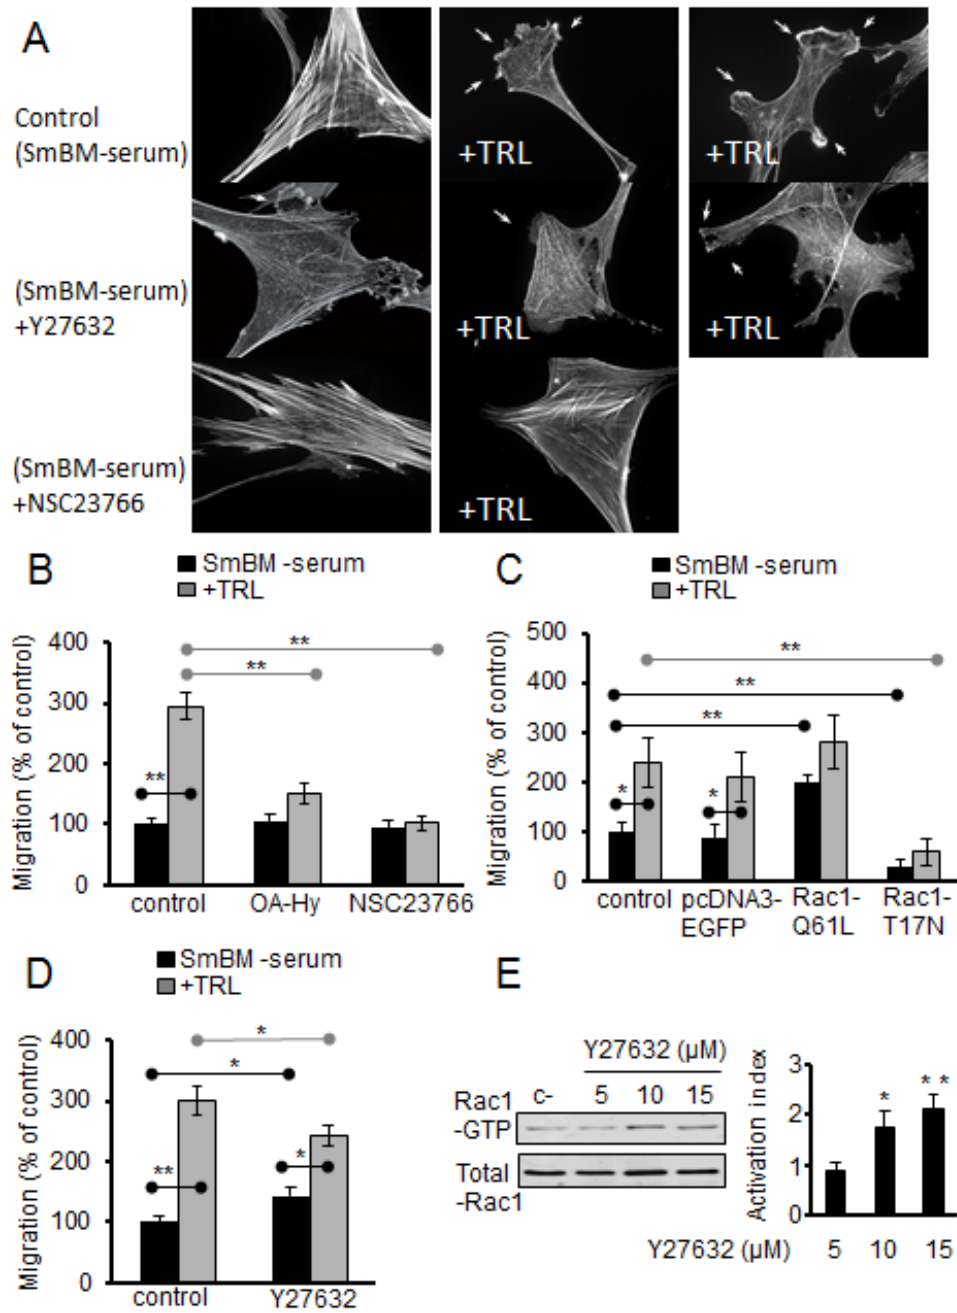 A
Control
(SmBM-serum)
+TRL
+TRL
(SmBM-serum)
+Y27632
+TRL
+TRL
(SmBM-serum)
+NSC23766
+TRL
B
SmBM -serum
+TRL
Migration (% of control)
400
300
200
100
0
**
**
**
control
OA-Hy
NSC23766
C
SmBM -serum
+TRL
Migration (% of control)
500
400
300
200
100
0
**
**
**
*
*
control
pcDNA3-
EGFP
Rac1-
Q61L
Rac1-
T17N
D
SmBM -serum
+TRL
Migration (% of control)
400
300
200
100
0
*
*
**
*
control
Y27632
E
Y27632 (µM)
c- 5 10 15
Rac1
-GTP
Total
-Rac1
Activation index
3
2
1
0
*
**
Y27632 (µM) 5 10 15